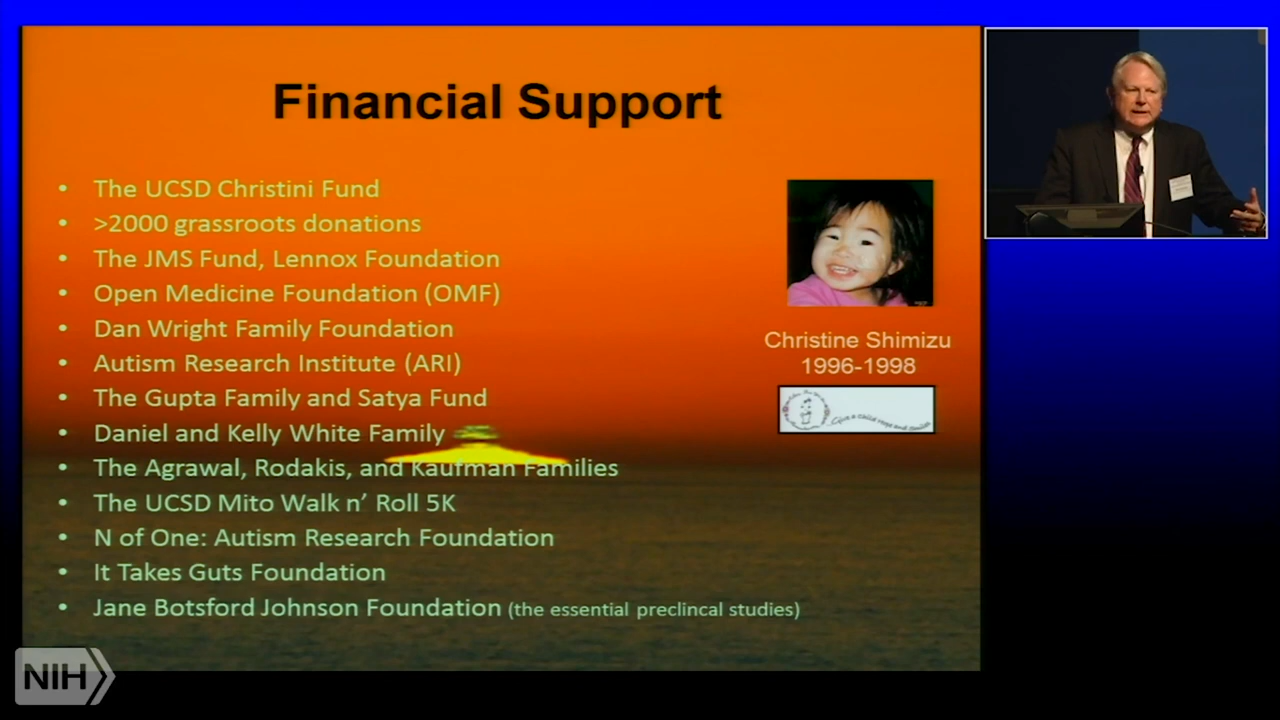 Financial Support
• The UCSD Christini Fund
• >2000 grassroots donations
• The JMS Fund, Lennox Foundation
• Open Medicine Foundation (OMF)
• Dan Wright Family Foundation
• Autism Research Institute (ARI)
• The Gupta Family and Satya Fund
• Daniel and Kelly White Family
• The Agrawal, Rodakis, and Kaufman Families
• The UCSD Mito Walk n’ Roll 5K
• N of One: Autism Research Foundation
• It Takes Guts Foundation
• Jane Botsford Johnson Foundation (the essential preclincal studies)
Christine Shimizu
1996-1998
Give a child
NIH